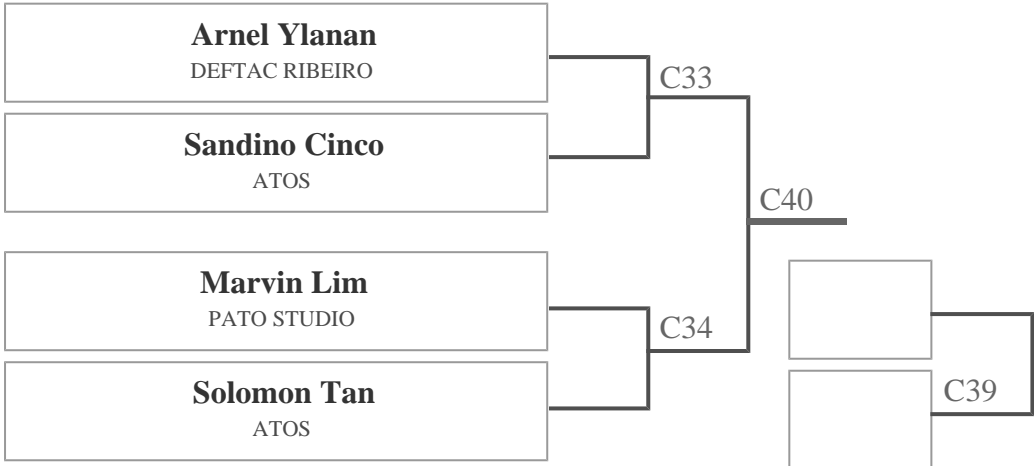 Arnel Ylanan
DEFTAC RIBEIRO
C33
Sandino Cinco
ATOS
C40
Marvin Lim
PATO STUDIO
C34
Solomon Tan
ATOS
C39